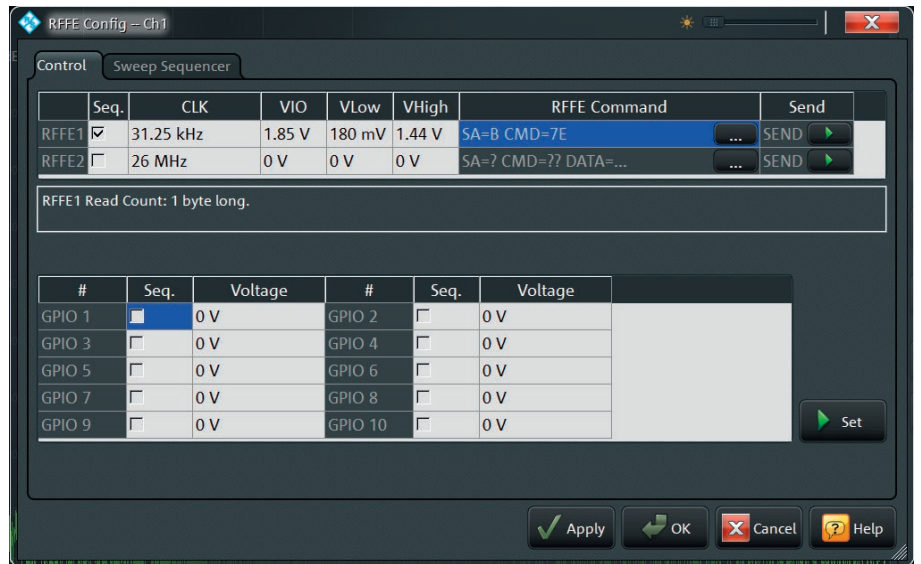 RFFE Config -- Ch1
Control Sweep Sequencer
Seq. CLK VIO VLow VHigh RFFE Command Send
RFFE1 31.25 kHz 1.85 V 180 mV 1.44 V SA=B CMD=7E ... SEND
RFFE2 26 MHz 0 V 0 V 0 V SA=? CMD=?? DATA=... ... SEND
RFFE1 Read Count: 1 byte long.
# Seq. Voltage # Seq. Voltage
GPIO 1 0 V GPIO 2 0 V
GPIO 3 0 V GPIO 4 0 V
GPIO 5 0 V GPIO 6 0 V
GPIO 7 0 V GPIO 8 0 V
GPIO 9 0 V GPIO 10 0 V
Set
Apply OK Cancel Help